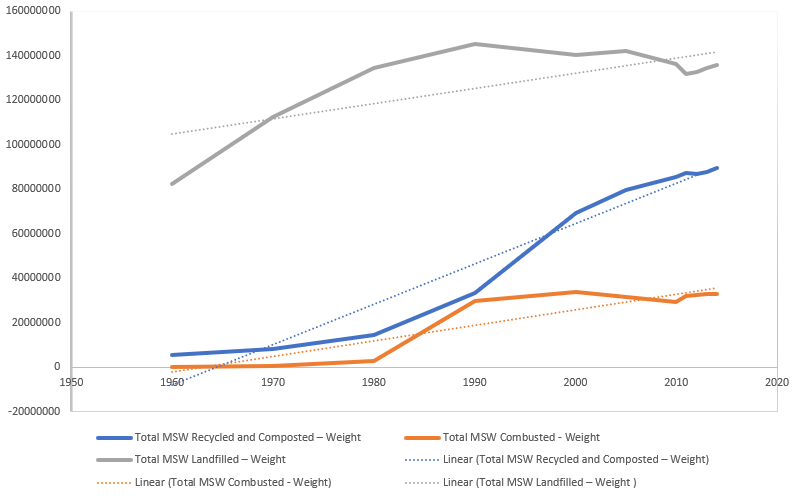 160000000
140000000
120000000
100000000
80000000
60000000
40000000
20000000
0
1950 1960 1970 1980 1990 2000 2010 2020
-20000000
Total MSW Recycled and Composted – Weight Total MSW Combusted - Weight
Total MSW Landfilled – Weight Linear (Total MSW Recycled and Composted – Weight)
Linear (Total MSW Combusted - Weight) Linear (Total MSW Landfilled – Weight )